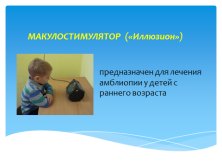 МАКУЛОСТИМУЛЯТОР («Иллюзион»)
предназначен для лечения
амблиопии у детей с
раннего возраста